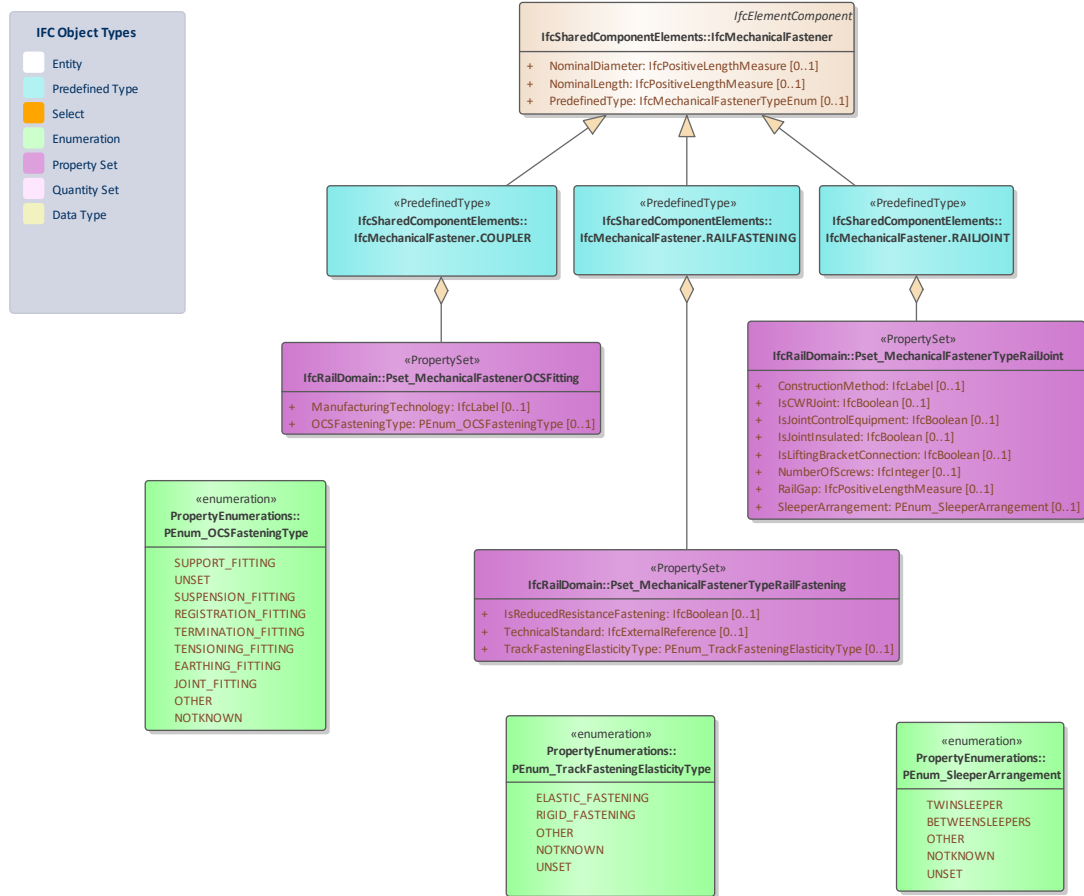 IFC Object Types
Entity
Predefined Type
Select
Enumeration
Property Set
Quantity Set
Data Type
IfcElementComponent
IfcSharedComponentElements::IfcMechanicalFastener
+ NominalDiameter: IfcPositiveLengthMeasure [0..1]
+ NominalLength: IfcPositiveLengthMeasure [0..1]
+ PredefinedType: IfcMechanicalFastenerTypeEnum [0..1]
«PredefinedType»
IfcSharedComponentElements::
IfcMechanicalFastener.COUPLER
«PredefinedType»
IfcSharedComponentElements::
IfcMechanicalFastener.RAILFASTENING
«PredefinedType»
IfcSharedComponentElements::
IfcMechanicalFastener.RAILJOINT
«PropertySet»
IfcRailDomain::Pset_MechanicalFastenerOCSFitting
+ ManufacturingTechnology: IfcLabel [0..1]
+ OCSFasteningType: PEnum_OCSFasteningType [0..1]
«PropertySet»
IfcRailDomain::Pset_MechanicalFastenerTypeRailJoint
+ ConstructionMethod: IfcLabel [0..1]
+ IsCWRJoint: IfcBoolean [0..1]
+ IsJointControlEquipment: IfcBoolean [0..1]
+ IsJointInsulated: IfcBoolean [0..1]
+ IsLiftingBracketConnection: IfcBoolean [0..1]
+ NumberOfScrews: IfcInteger [0..1]
+ RailGap: IfcPositiveLengthMeasure [0..1]
+ SleeperArrangement: PEnum_SleeperArrangement [0..1]
«enumeration»
PropertyEnumerations::
PEnum_OCSFasteningType
SUPPORT_FITTING
UNSET
SUSPENSION_FITTING
REGISTRATION_FITTING
TERMINATION_FITTING
TENSIONING_FITTING
EARTHING_FITTING
JOINT_FITTING
OTHER
NOTKNOWN
«PropertySet»
IfcRailDomain::Pset_MechanicalFastenerTypeRailFastening
+ IsReducedResistanceFastening: IfcBoolean [0..1]
+ TechnicalStandard: IfcExternalReference [0..1]
+ TrackFasteningElasticityType: PEnum_TrackFasteningElasticityType [0..1]
«enumeration»
PropertyEnumerations::
PEnum_TrackFasteningElasticityType
ELASTIC_FASTENING
RIGID_FASTENING
OTHER
NOTKNOWN
UNSET
«enumeration»
PropertyEnumerations::
PEnum_SleeperArrangement
TWINSLEEPER
BETWEENSLEEPERS
OTHER
NOTKNOWN
UNSET